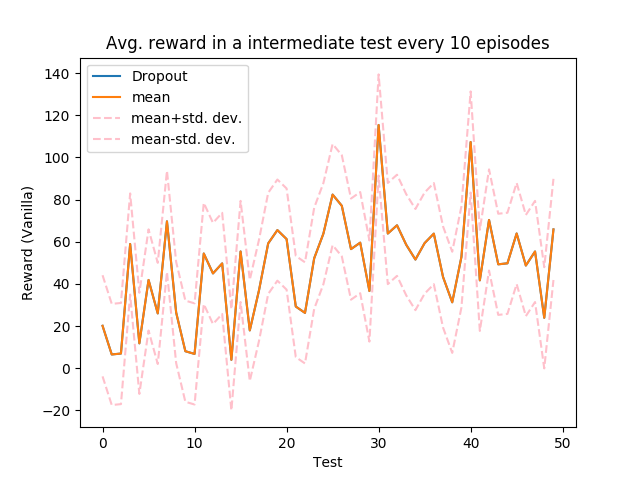 Avg. reward in a intermediate test every 10 episodes
Dropout
mean
mean+std. dev.
mean-std. dev.
Reward (Vanilla)
140
120
100
80
60
40
20
0
−20
0 10 20 30 40 50
Test